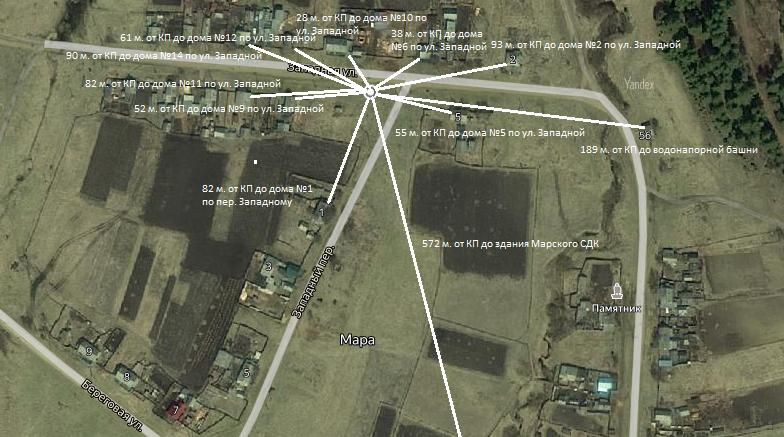 28 м. от КП до дома №10 по
ул. Западной
61 м. от КП до дома №12 по ул. Западной
38 м. от КП до дома
№6 по ул. Западной
93 м. от КП до дома №2 по ул. Западной
2
90 м. от КП до дома №14 по ул. Западной
Западная ул.
82 м. от КП до дома №11 по ул. Западной
Yandex
52 м. от КП до дома №9 по ул. Западной
5
55 м. от КП до дома №5 по ул. Западной
5б
189 м. от КП до водонапорной башни
82 м. от КП до дома №1
по пер. Западному
1
572 м. от КП до здания Марского СДК
3
Западный пер.
Памятник
Мара
9
8
5
7
Береговая ул.